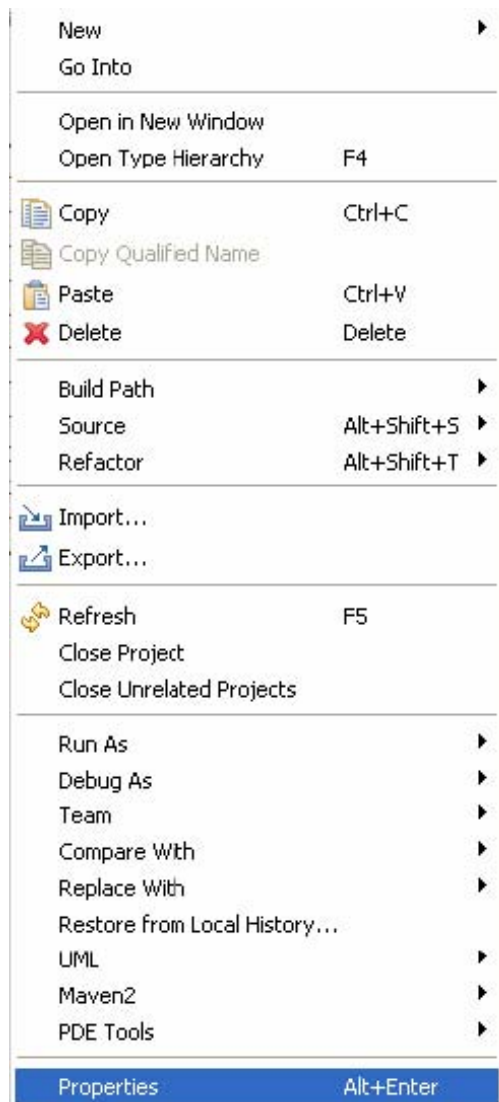 New
Go Into
Open in New Window
Open Type Hierarchy F4
Copy Ctrl+C
Copy Qualifed Name
Paste Ctrl+V
Delete Delete
Build Path
Source Alt+Shift+S
Refactor Alt+Shift+T
Import...
Export...
Refresh F5
Close Project
Close Unrelated Projects
Run As
Debug As
Team
Compare With
Replace With
Restore from Local History...
UML
Maven2
PDE Tools
Properties Alt+Enter